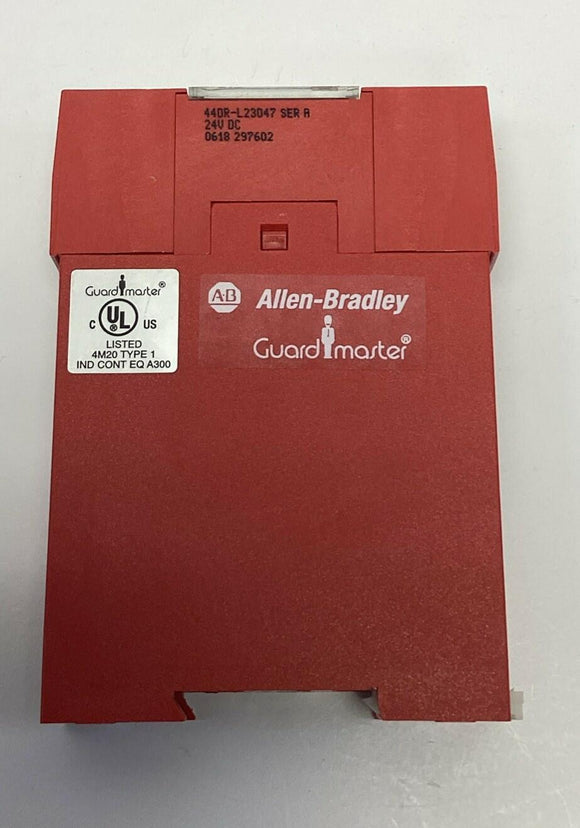 440R-L23047 SER A
24V DC
0618 297602
Guardmaster®
C UL® US
LISTED
4M20 TYPE 1
IND CONT EQ A300
AB Allen-Bradley
Guardmaster®